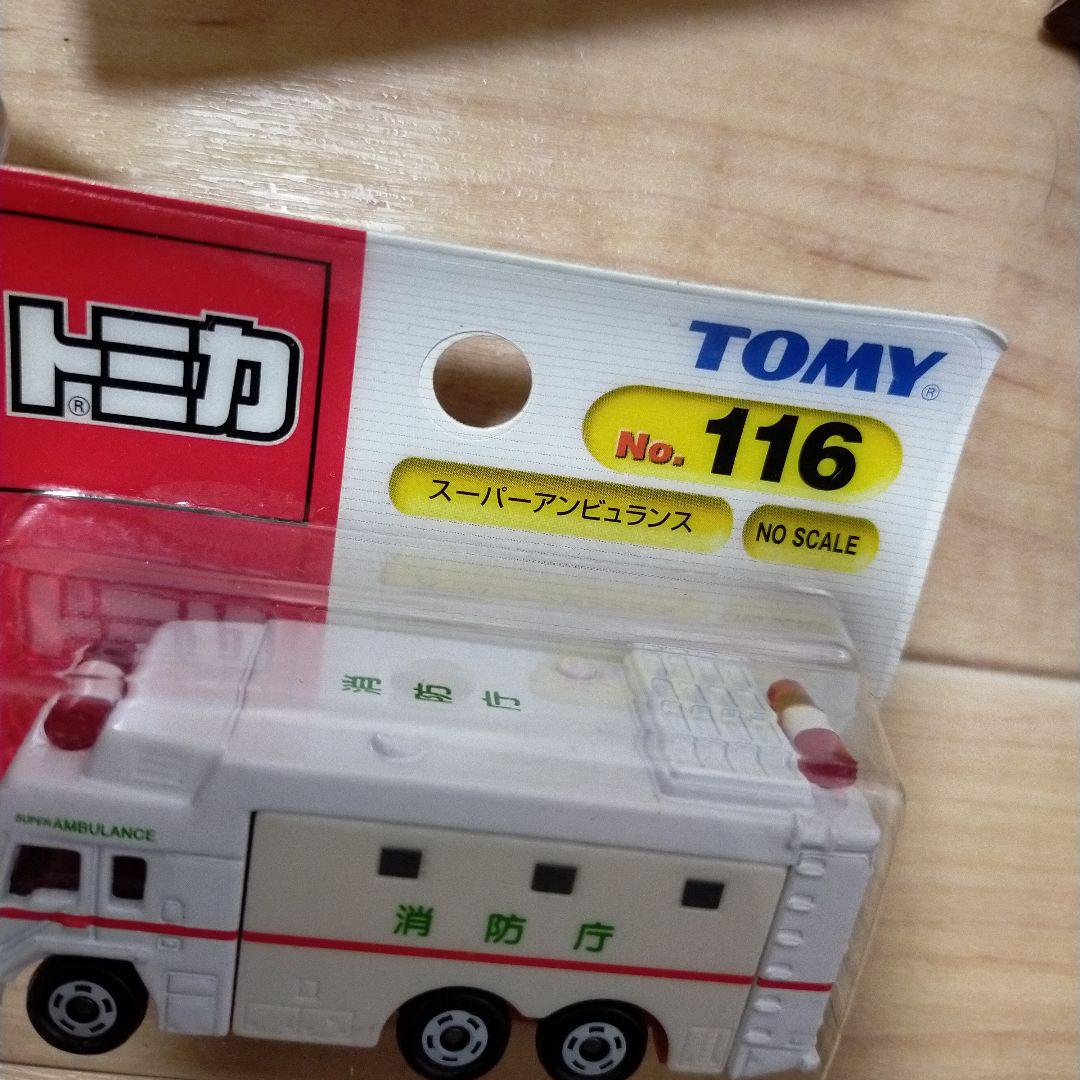 トミカ®
TOMY®
No. 116
スーパーアンビュランス
NO SCALE
消防庁
SUPER AMBULANCE
消防庁